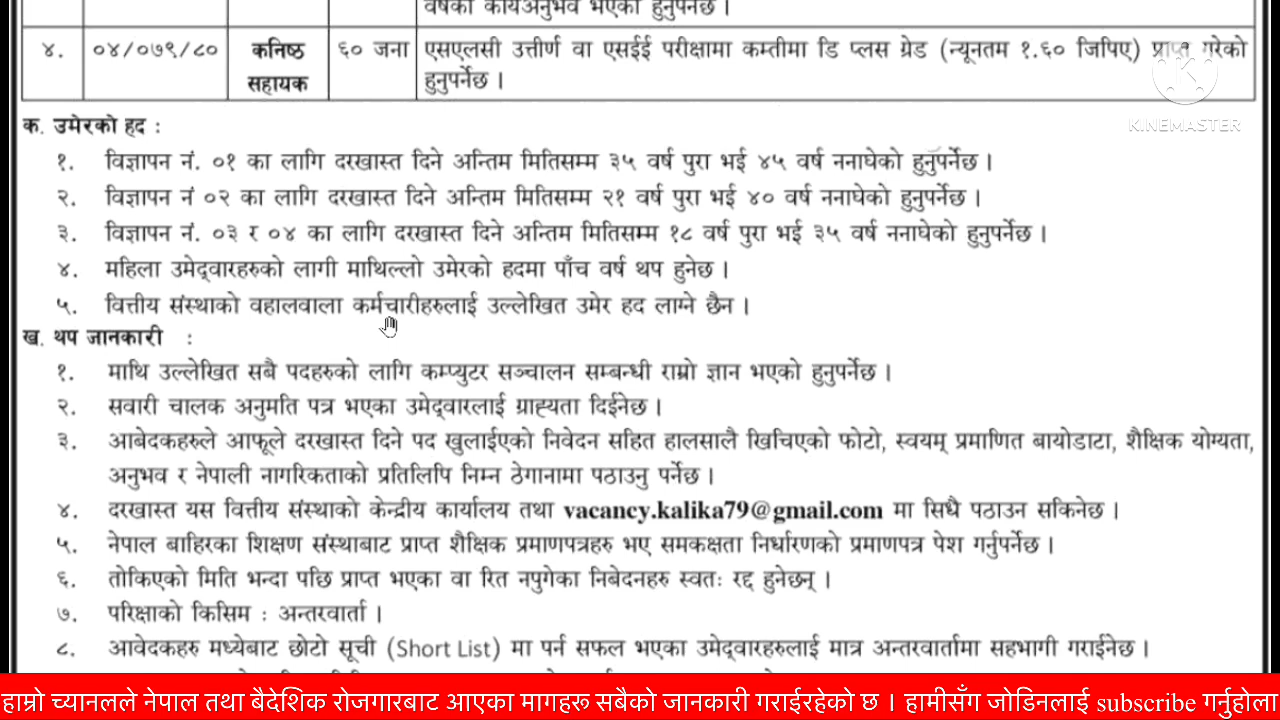 वर्षको कार्यअनुभव भएको हुनुपर्नेछ ।
४. ०४/०७९/८० कनिष्ठ सहायक ६० जना एसएलसी उत्तीर्ण वा एसईई परीक्षामा कम्तीमा डि प्लस ग्रेड (न्यूनतम १.६० जिपिए) प्राप्त गरेको
हुनुपर्नेछ ।
KINEMASTER
क. उमेरको हद :
१. विज्ञापन नं. ०१ का लागि दरखास्त दिने अन्तिम मितिसम्म ३५ वर्ष पुरा भई ४५ वर्ष ननाघेको हुनुपर्नेछ ।
२. विज्ञापन नं ०२ का लागि दरखास्त दिने अन्तिम मितिसम्म २१ वर्ष पुरा भई ४० वर्ष ननाघेको हुनुपर्नेछ ।
३. विज्ञापन नं. ०३ र ०४ का लागि दरखास्त दिने अन्तिम मितिसम्म १८ वर्ष पुरा भई ३५ वर्ष ननाघेको हुनुपर्नेछ ।
४. महिला उमेद्वारहरुको लागी माथिल्लो उमेरको हदमा पाँच वर्ष थप हुनेछ ।
५. वित्तीय संस्थाको वहालवाला कर्मचारीहरुलाई उल्लेखित उमेर हद लाग्ने छैन ।
ख. थप जानकारी :
१. माथि उल्लेखित सबै पदहरुको लागि कम्प्युटर सञ्चालन सम्बन्धी राम्रो ज्ञान भएको हुनुपर्नेछ ।
२. सवारी चालक अनुमति पत्र भएका उमेद्वारलाई ग्राह्यता दिईनेछ ।
३. आबेदकहरुले आफूले दरखास्त दिने पद खुलाईएको निवेदन सहित हालसालै खिचिएको फोटो, स्वयम् प्रमाणित बायोडाटा, शैक्षिक योग्यता,
अनुभव र नेपाली नागरिकताको प्रतिलिपि निम्न ठेगानामा पठाउनु पर्नेछ ।
४. दरखास्त यस वित्तीय संस्थाको केन्द्रीय कार्यालय तथा vacancy.kalika79@gmail.com मा सिधै पठाउन सकिनेछ ।
५. नेपाल बाहिरका शिक्षण संस्थाबाट प्राप्त शैक्षिक प्रमाणपत्रहरु भए समकक्षता निर्धारणको प्रमाणपत्र पेश गर्नुपर्नेछ ।
६. तोकिएको मिति भन्दा पछि प्राप्त भएका वा रित नपुगेका निबेदनहरु स्वतः रद्द हुनेछन् ।
७. परिक्षाको किसिम : अन्तरवार्ता ।
८. आवेदकहरु मध्येबाट छोटो सूची (Short List) मा पर्न सफल भएका उमेद्वारहरुलाई मात्र अन्तरवार्तामा सहभागी गराईनेछ ।
हाम्रो च्यानलले नेपाल तथा बैदेशिक रोजगारबाट आएका मागहरू सबैको जानकारी गराईरहेको छ । हामीसँग जोडिनलाई subscribe गर्नुहोला